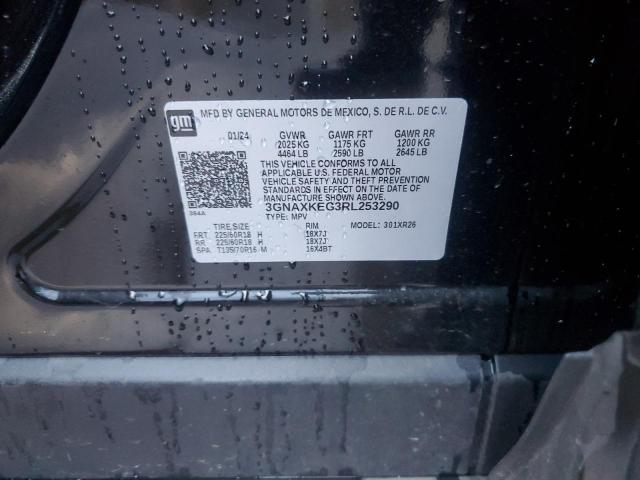 gm
MFD BY GENERAL MOTORS DE MEXICO, S. DE R.L. DE C.V.
01/24 GVWR GAWR FRT GAWR RR
2025 KG 1175 KG 1200 KG
4464 LB 2590 LB 2645 LB
THIS VEHICLE CONFORMS TO ALL
APPLICABLE U.S. FEDERAL MOTOR
VEHICLE SAFETY AND THEFT PREVENTION
STANDARDS IN EFFECT ON THE DATE OF
MANUFACTURE SHOWN ABOVE.
3GNAXKEG3RL253290
384A TYPE: MPV
TIRE SIZE RIM MODEL: 301XR26
FRT 225/60R18 H 18X7J
RR 225/60R18 H 18X7J
SPA T135/70R16 M 16X4BT